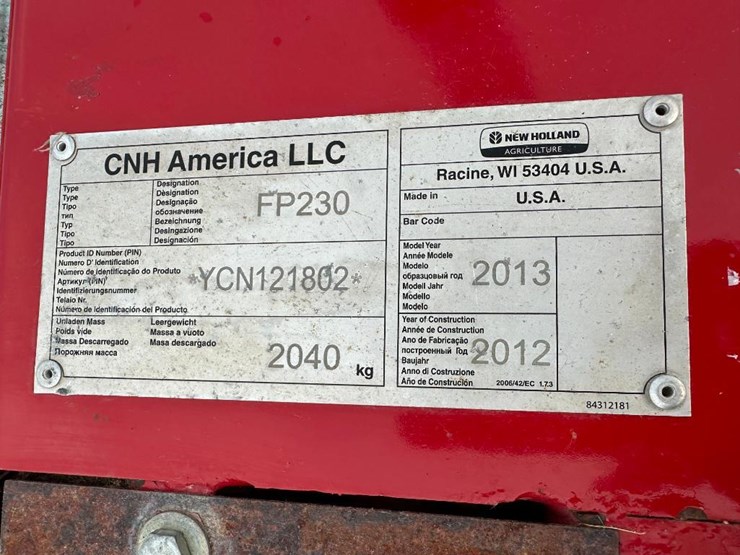 CNH America LLC
Type
Type
Tipo
тип
Typ
Tipo
Tipo
Designation
Désignation
Designação
обозначение
Bezeichnung
Desingazione
Designación
FP230
Product ID Number (PIN)
Numero D' Identification
Número de Identificação do Produto
Артикул (PIN)
Identifizierungsnummer
Telaio Nr.
Número de Identificación del Producto
*YCN121802*
Unladen Mass
Poids Vide
Massa Descarregado
Порожняя масса
Leergewicht
Massa a vuoto
Masa descargado
2040 kg
NEW HOLLAND
AGRICULTURE
Racine, WI 53404 U.S.A.
Made in U.S.A.
Bar Code
Model Year
Année Modele
Modelo
образцовый год
Modell Jahr
Modello
Modelo
2013
Year of Construction
Année de Construction
Ano de Fabricação
построенный Год
Baujahr
Anno di Costruzione
Año de Construción
2012
2006/42/EC 1.7.3
84312181